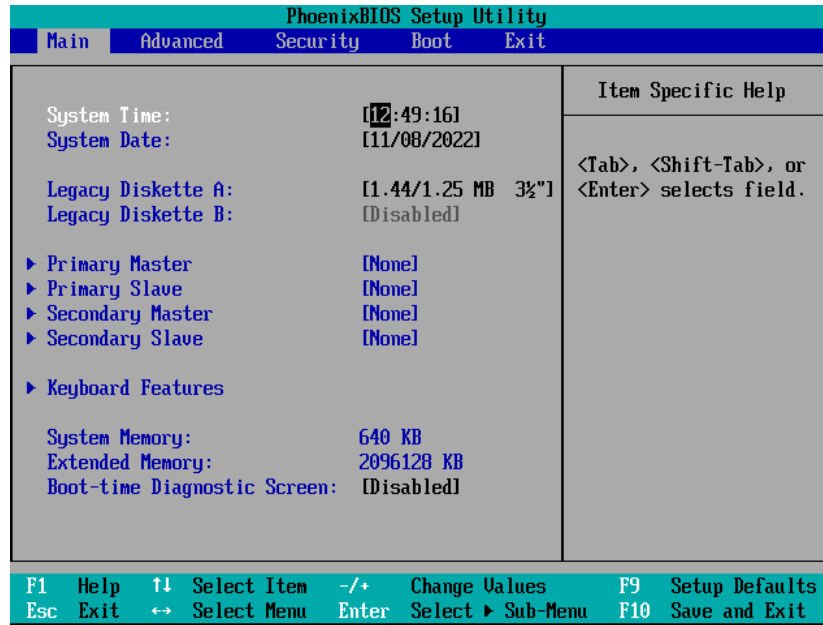 PhoenixBIOS Setup Utility
Main Advanced Security Boot Exit
Item Specific Help
System Time: [12:49:16]
System Date: [11/08/2022]
<Tab>, <Shift-Tab>, or
<Enter> selects field.
Legacy Diskette A: [1.44/1.25 MB 3½"]
Legacy Diskette B: [Disabled]
▶ Primary Master [None]
▶ Primary Slave [None]
▶ Secondary Master [None]
▶ Secondary Slave [None]
▶ Keyboard Features
System Memory: 640 KB
Extended Memory: 2096128 KB
Boot-time Diagnostic Screen: [Disabled]
F1 Help ↑↓ Select Item -/+ Change Values F9 Setup Defaults
Esc Exit ↔ Select Menu Enter Select ▶ Sub-Menu F10 Save and Exit